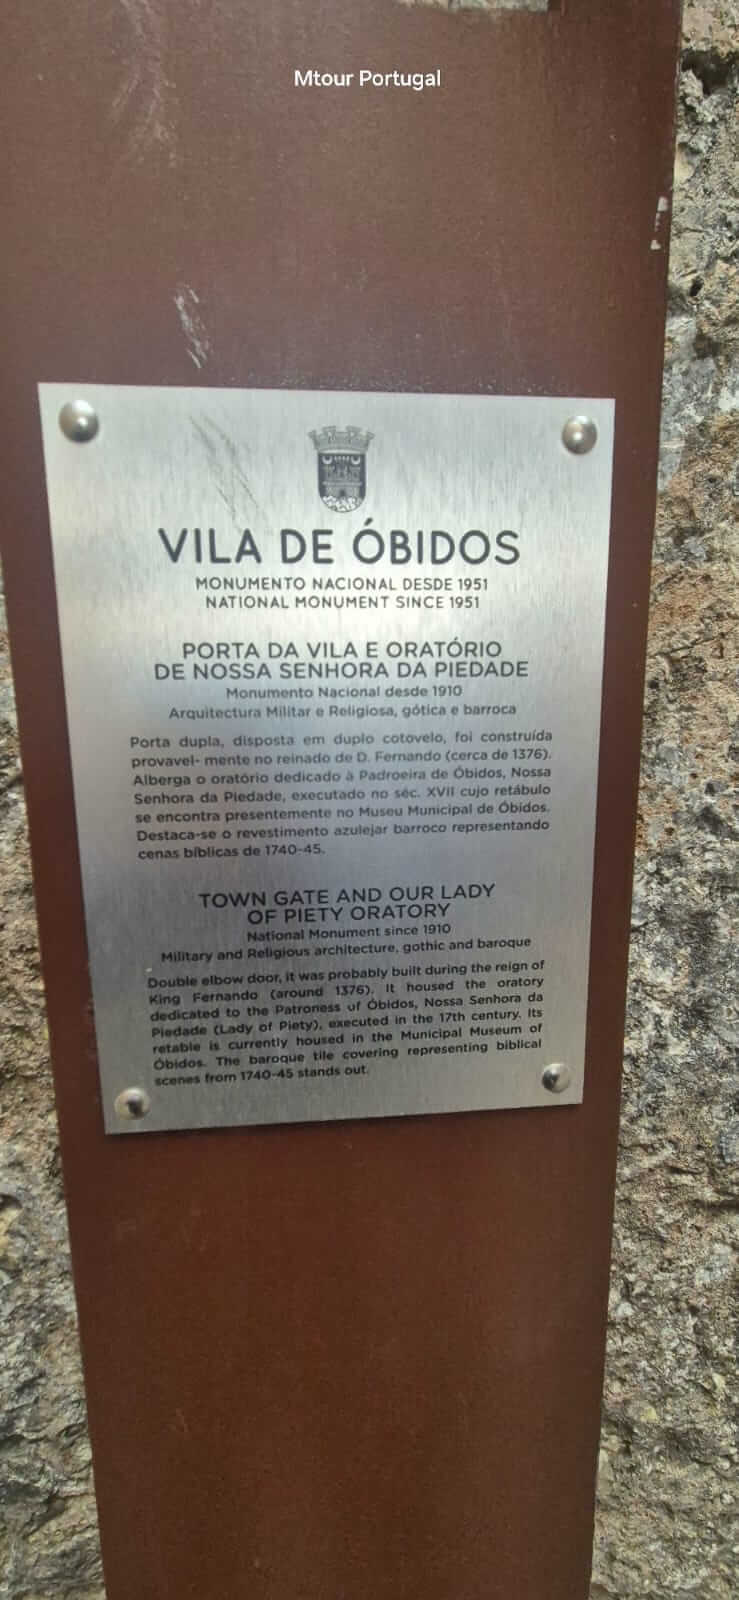 Mtour Portugal
VILA DE ÓBIDOS
MONUMENTO NACIONAL DESDE 1951
NATIONAL MONUMENT SINCE 1951
PORTA DA VILA E ORATÓRIO
DE NOSSA SENHORA DA PIEDADE
Monumento Nacional desde 1910
Arquitectura Militar e Religiosa, gótica e barroca
Porta dupla, disposta em duplo cotovelo, foi construída
provavel- mente no reinado de D. Fernando (cerca de 1376).
Alberga o oratório dedicado à Padroeira de Óbidos, Nossa
Senhora da Piedade, executado no séc. XVII cujo retábulo
se encontra presentemente no Museu Municipal de Óbidos.
Destaca-se o revestimento azulejar barroco representando
cenas bíblicas de 1740-45.
TOWN GATE AND OUR LADY
OF PIETY ORATORY
National Monument since 1910
Military and Religious architecture, gothic and baroque
Double elbow door, it was probably built during the reign of
King Fernando (around 1376). It housed the oratory
dedicated to the Patroness of Óbidos, Nossa Senhora da
Piedade (Lady of Piety), executed in the 17th century. Its
retable is currently housed in the Municipal Museum of
Óbidos. The baroque tile covering representing biblical
scenes from 1740-45 stands out.